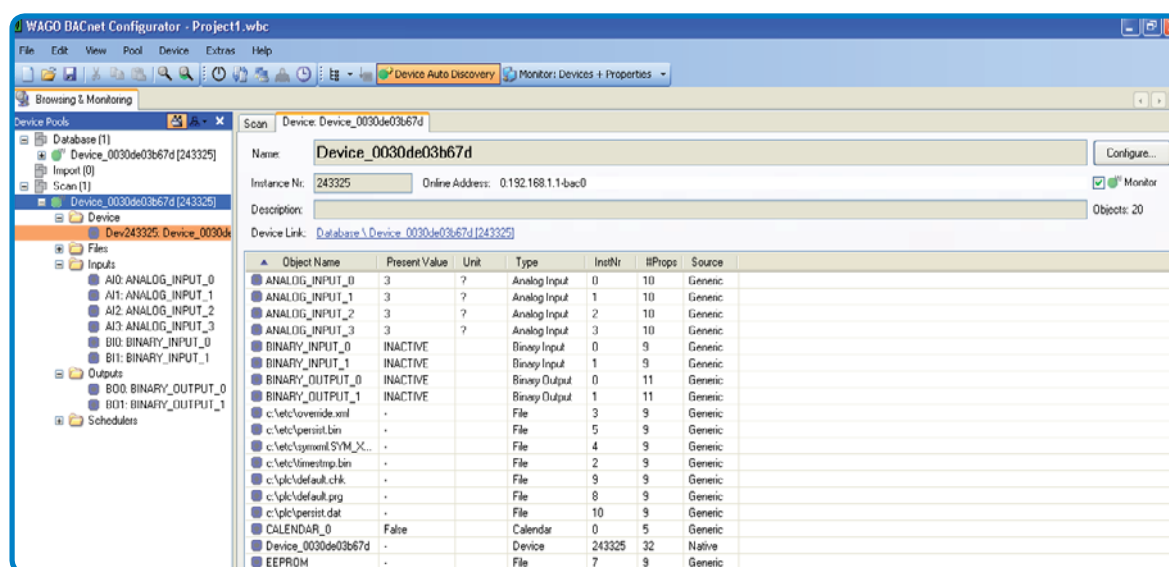 WAGO BACnet Configurator - Project1.wbc
File Edit View Pool Device Extras Help
Device Auto Discovery Monitor: Devices + Properties
Browsing & Monitoring
Device Pools
Scan Device: Device_0030de03b67d
Database (1)
Device_0030de03b67d [243325]
Import (0)
Scan (1)
Device_0030de03b67d [243325]
Device
Dev243325: Device_0030de
Files
Inputs
AI0: ANALOG_INPUT_0
AI1: ANALOG_INPUT_1
AI2: ANALOG_INPUT_2
AI3: ANALOG_INPUT_3
BI0: BINARY_INPUT_0
BI1: BINARY_INPUT_1
Outputs
BO0: BINARY_OUTPUT_0
BO1: BINARY_OUTPUT_1
Schedulers
Name: Device_0030de03b67d Configure...
Instance Nr.: 243325 Online Address: 0.192.168.1.1-bac0 Monitor
Description: Objects: 20
Device Link: Database \ Device_0030de03b67d [243325]
Object Name Present Value Unit Type InstNr #Props Source
ANALOG_INPUT_0 3 ? Analog Input 0 10 Generic
ANALOG_INPUT_1 3 ? Analog Input 1 10 Generic
ANALOG_INPUT_2 3 ? Analog Input 2 10 Generic
ANALOG_INPUT_3 3 ? Analog Input 3 10 Generic
BINARY_INPUT_0 INACTIVE Binary Input 0 9 Generic
BINARY_INPUT_1 INACTIVE Binary Input 1 9 Generic
BINARY_OUTPUT_0 INACTIVE Binary Output 0 11 Generic
BINARY_OUTPUT_1 INACTIVE Binary Output 1 11 Generic
c:\etc\override.xml - File 3 9 Generic
c:\etc\persist.bin - File 5 9 Generic
c:\etc\symxml.SYM_X... - File 4 9 Generic
c:\etc\timestmp.bin - File 2 9 Generic
c:\plc\default.chk - File 9 9 Generic
c:\plc\default.prg - File 8 9 Generic
c:\plc\persist.dat - File 10 9 Generic
CALENDAR_0 False Calendar 0 5 Generic
Device_0030de03b67d - Device 243325 32 Native
EEPROM - File 7 9 Generic